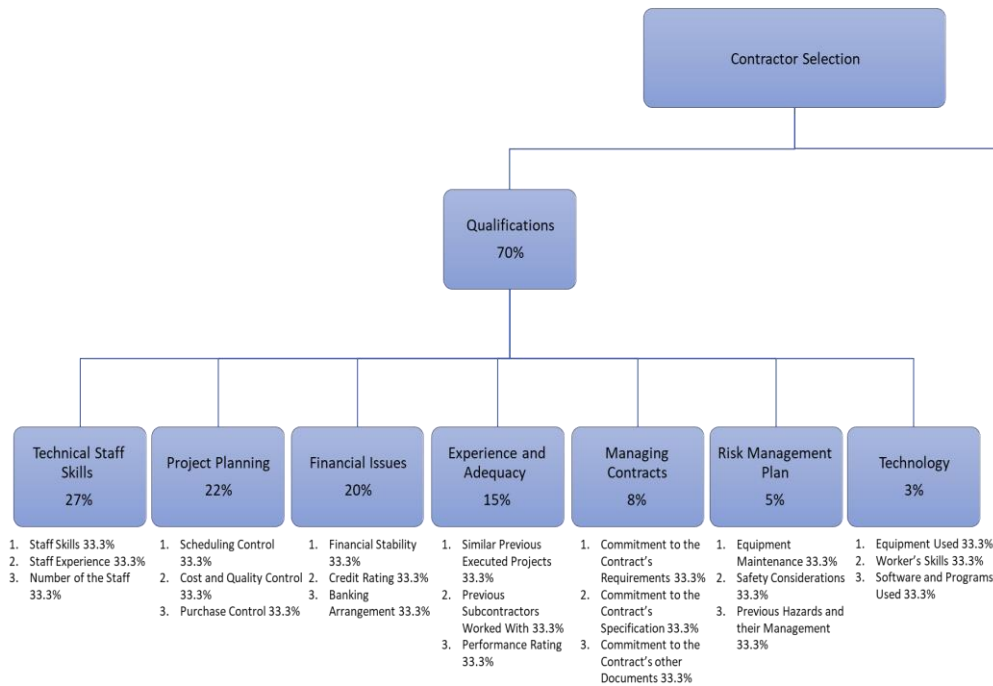 Contractor Selection
Qualifications
70%
Technical Staff
Skills
27%
Project Planning
22%
Financial Issues
20%
Experience and
Adequacy
15%
Managing
Contracts
8%
Risk Management
Plan
5%
Technology
3%
1. Staff Skills 33.3%
2. Staff Experience 33.3%
3. Number of the Staff
33.3%
1. Scheduling Control
33.3%
2. Cost and Quality Control
33.3%
3. Purchase Control 33.3%
1. Financial Stability
33.3%
2. Credit Rating 33.3%
3. Banking
Arrangement 33.3%
1. Similar Previous
Executed Projects
33.3%
2. Previous
Subcontractors
Worked With 33.3%
3. Performance Rating
33.3%
1. Commitment to the
Contract's
Requirements 33.3%
2. Commitment to the
Contract's
Specification 33.3%
3. Commitment to the
Contract's other
Documents 33.3%
1. Equipment
Maintenance 33.3%
2. Safety Considerations
33.3%
3. Previous Hazards and
their Management
33.3%
1. Equipment Used 33.3%
2. Worker's Skills 33.3%
3. Software and Programs
Used 33.3%